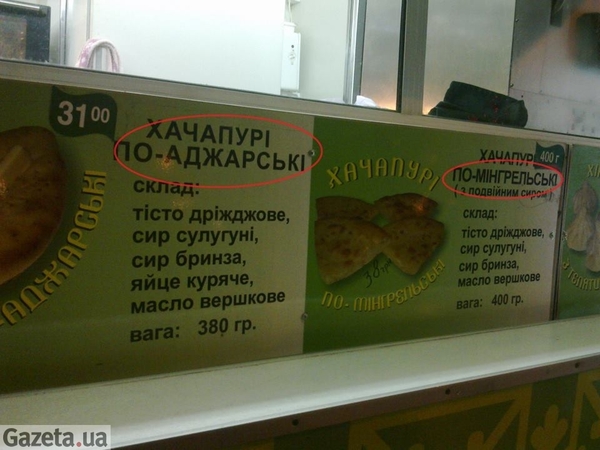 31 00
ХАЧАПУРІ
ПО-АДЖАРСЬКІ
склад:
тісто дріжджове,
сир сулугуні,
сир бринза,
яйце куряче,
масло вершкове
вага: 380 гр.
АДЖАРСЬКІ
ХАЧАПУРІ
ПО-МІНГРЕЛЬСЬКІ
ХАЧАПУРІ
400 г
ПО-МІНГРЕЛЬСЬКІ
( з подвійним сиром )
склад:
тісто дріжджове,
сир сулугуні,
сир бринза,
масло вершкове
вага: 400 гр.
Gazeta.ua